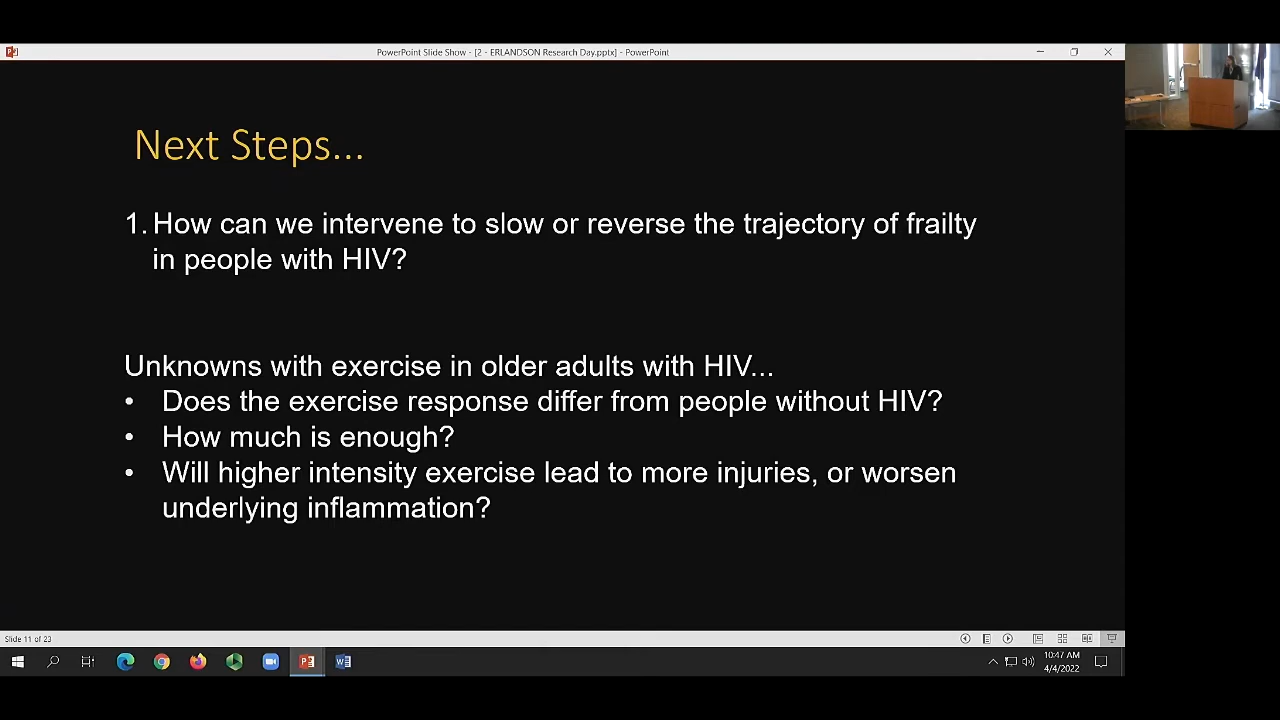 PowerPoint Slide Show - [2 - ERLANDSON Research Day.pptx] - PowerPoint
Next Steps...
1. How can we intervene to slow or reverse the trajectory of frailty
in people with HIV?
Unknowns with exercise in older adults with HIV...
• Does the exercise response differ from people without HIV?
• How much is enough?
• Will higher intensity exercise lead to more injuries, or worsen
underlying inflammation?
Slide 11 of 23
10:47 AM
4/4/2022